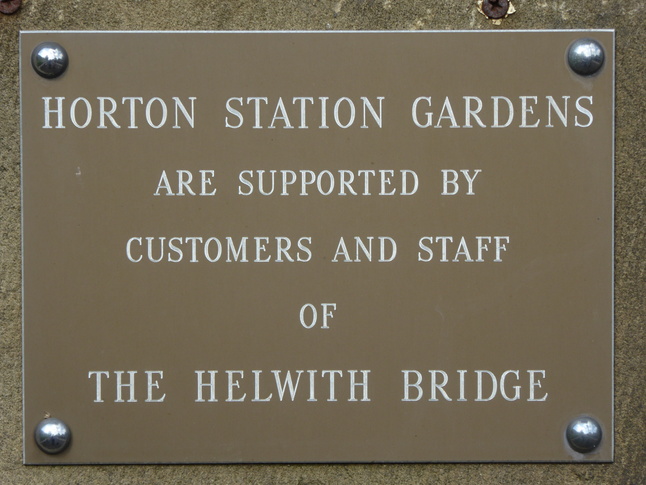 HORTON STATION GARDENS
ARE SUPPORTED BY
CUSTOMERS AND STAFF
OF
THE HELWITH BRIDGE